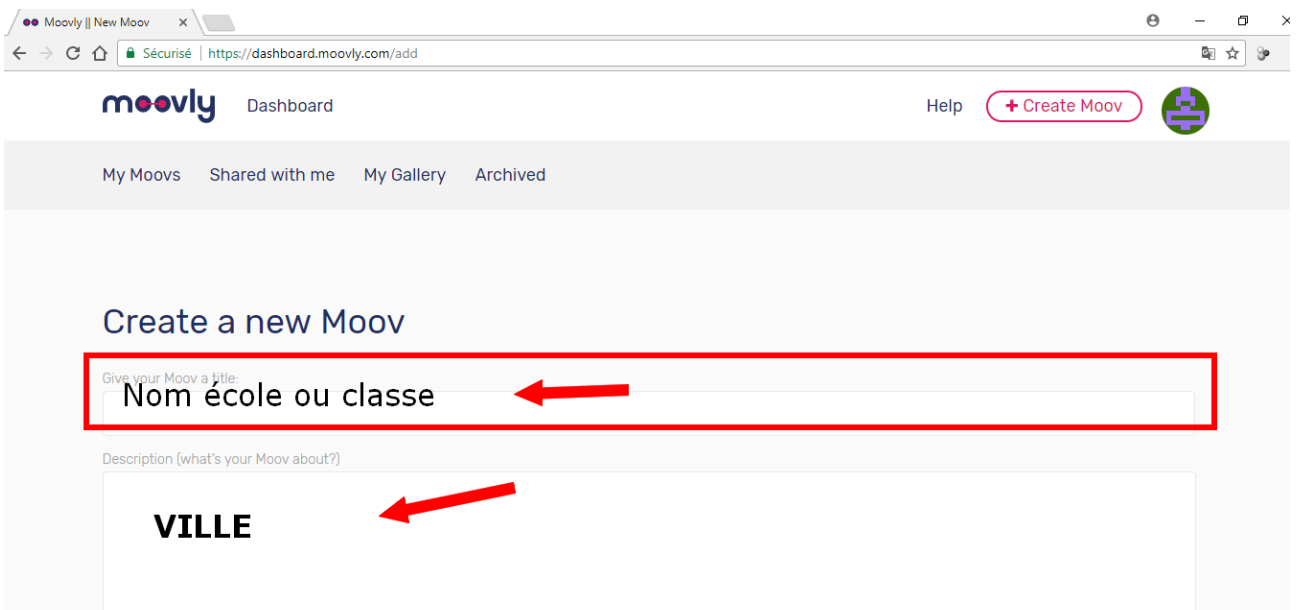 Moovly || New Moov
Sécurisé | https://dashboard.moovly.com/add
moovly Dashboard Help + Create Moov
My Moovs Shared with me My Gallery Archived
Create a new Moov
Give your Moov a title:
Nom école ou classe
Description (what's your Moov about?)
VILLE